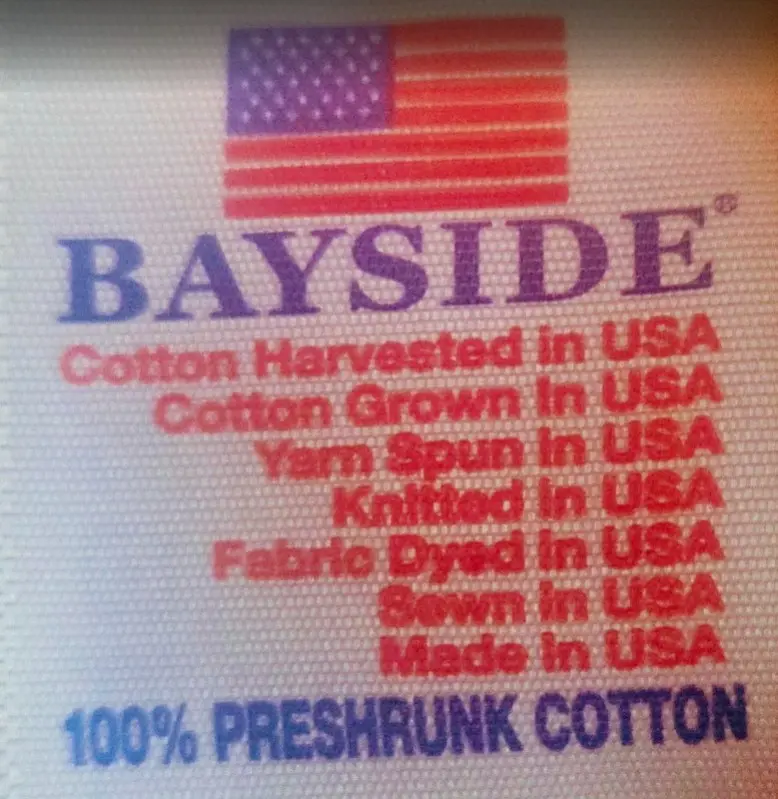 BAYSIDE®
Cotton Harvested in USA
Cotton Grown in USA
Yarn Spun in USA
Knitted in USA
Fabric Dyed in USA
Sewn in USA
Made in USA
100% PRESHRUNK COTTON